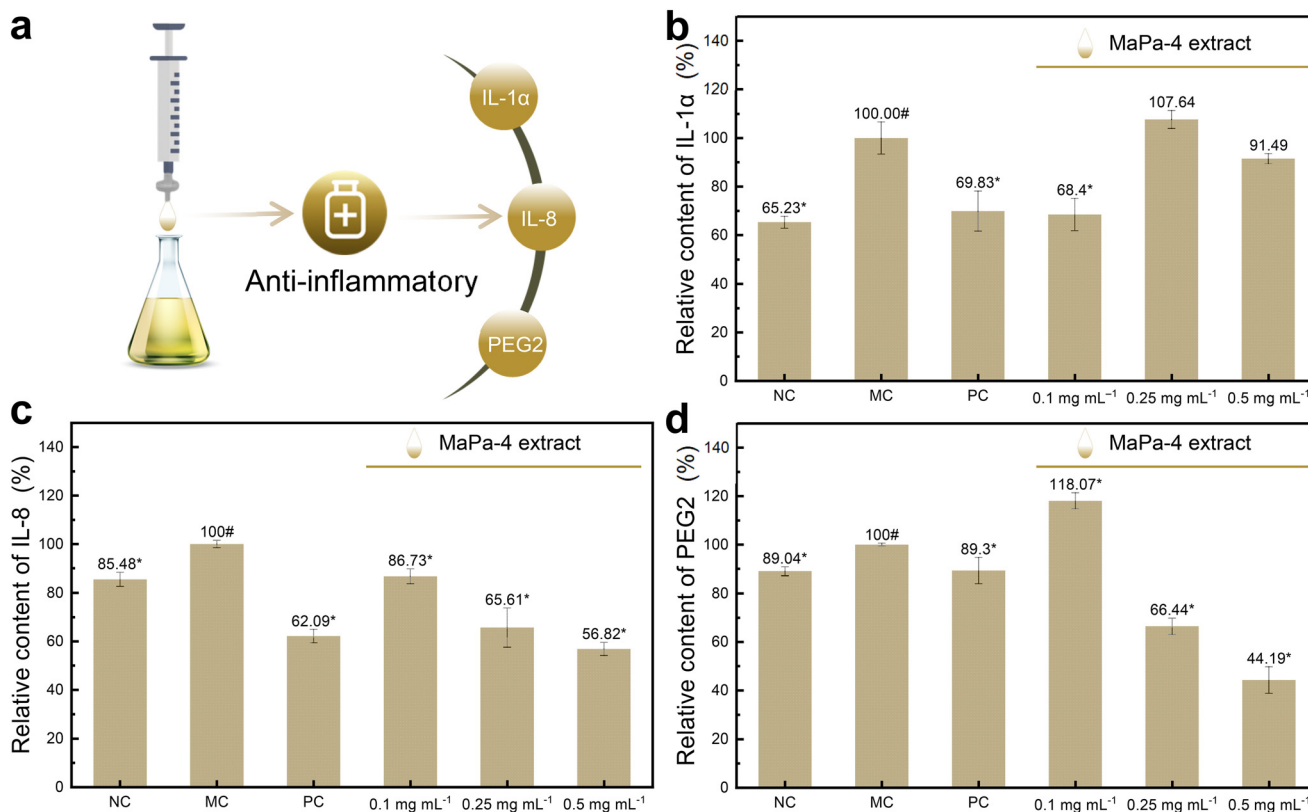 a
IL-1α
IL-8
PEG2
Anti-inflammatory
b
Relative content of IL-1α (%)
MaPa-4 extract
140
120
100
80
60
40
20
0
65.23*
100.00#
69.83*
68.4*
107.64
91.49
NC MC PC 0.1 mg mL⁻¹ 0.25 mg mL⁻¹ 0.5 mg mL⁻¹
c
Relative content of IL-8 (%)
MaPa-4 extract
140
120
100
80
60
40
20
0
85.48*
100#
62.09*
86.73*
65.61*
56.82*
NC MC PC 0.1 mg mL⁻¹ 0.25 mg mL⁻¹ 0.5 mg mL⁻¹
d
Relative content of PEG2 (%)
MaPa-4 extract
140
120
100
80
60
40
20
0
89.04*
100#
89.3*
118.07*
66.44*
44.19*
NC MC PC 0.1 mg mL⁻¹ 0.25 mg mL⁻¹ 0.5 mg mL⁻¹